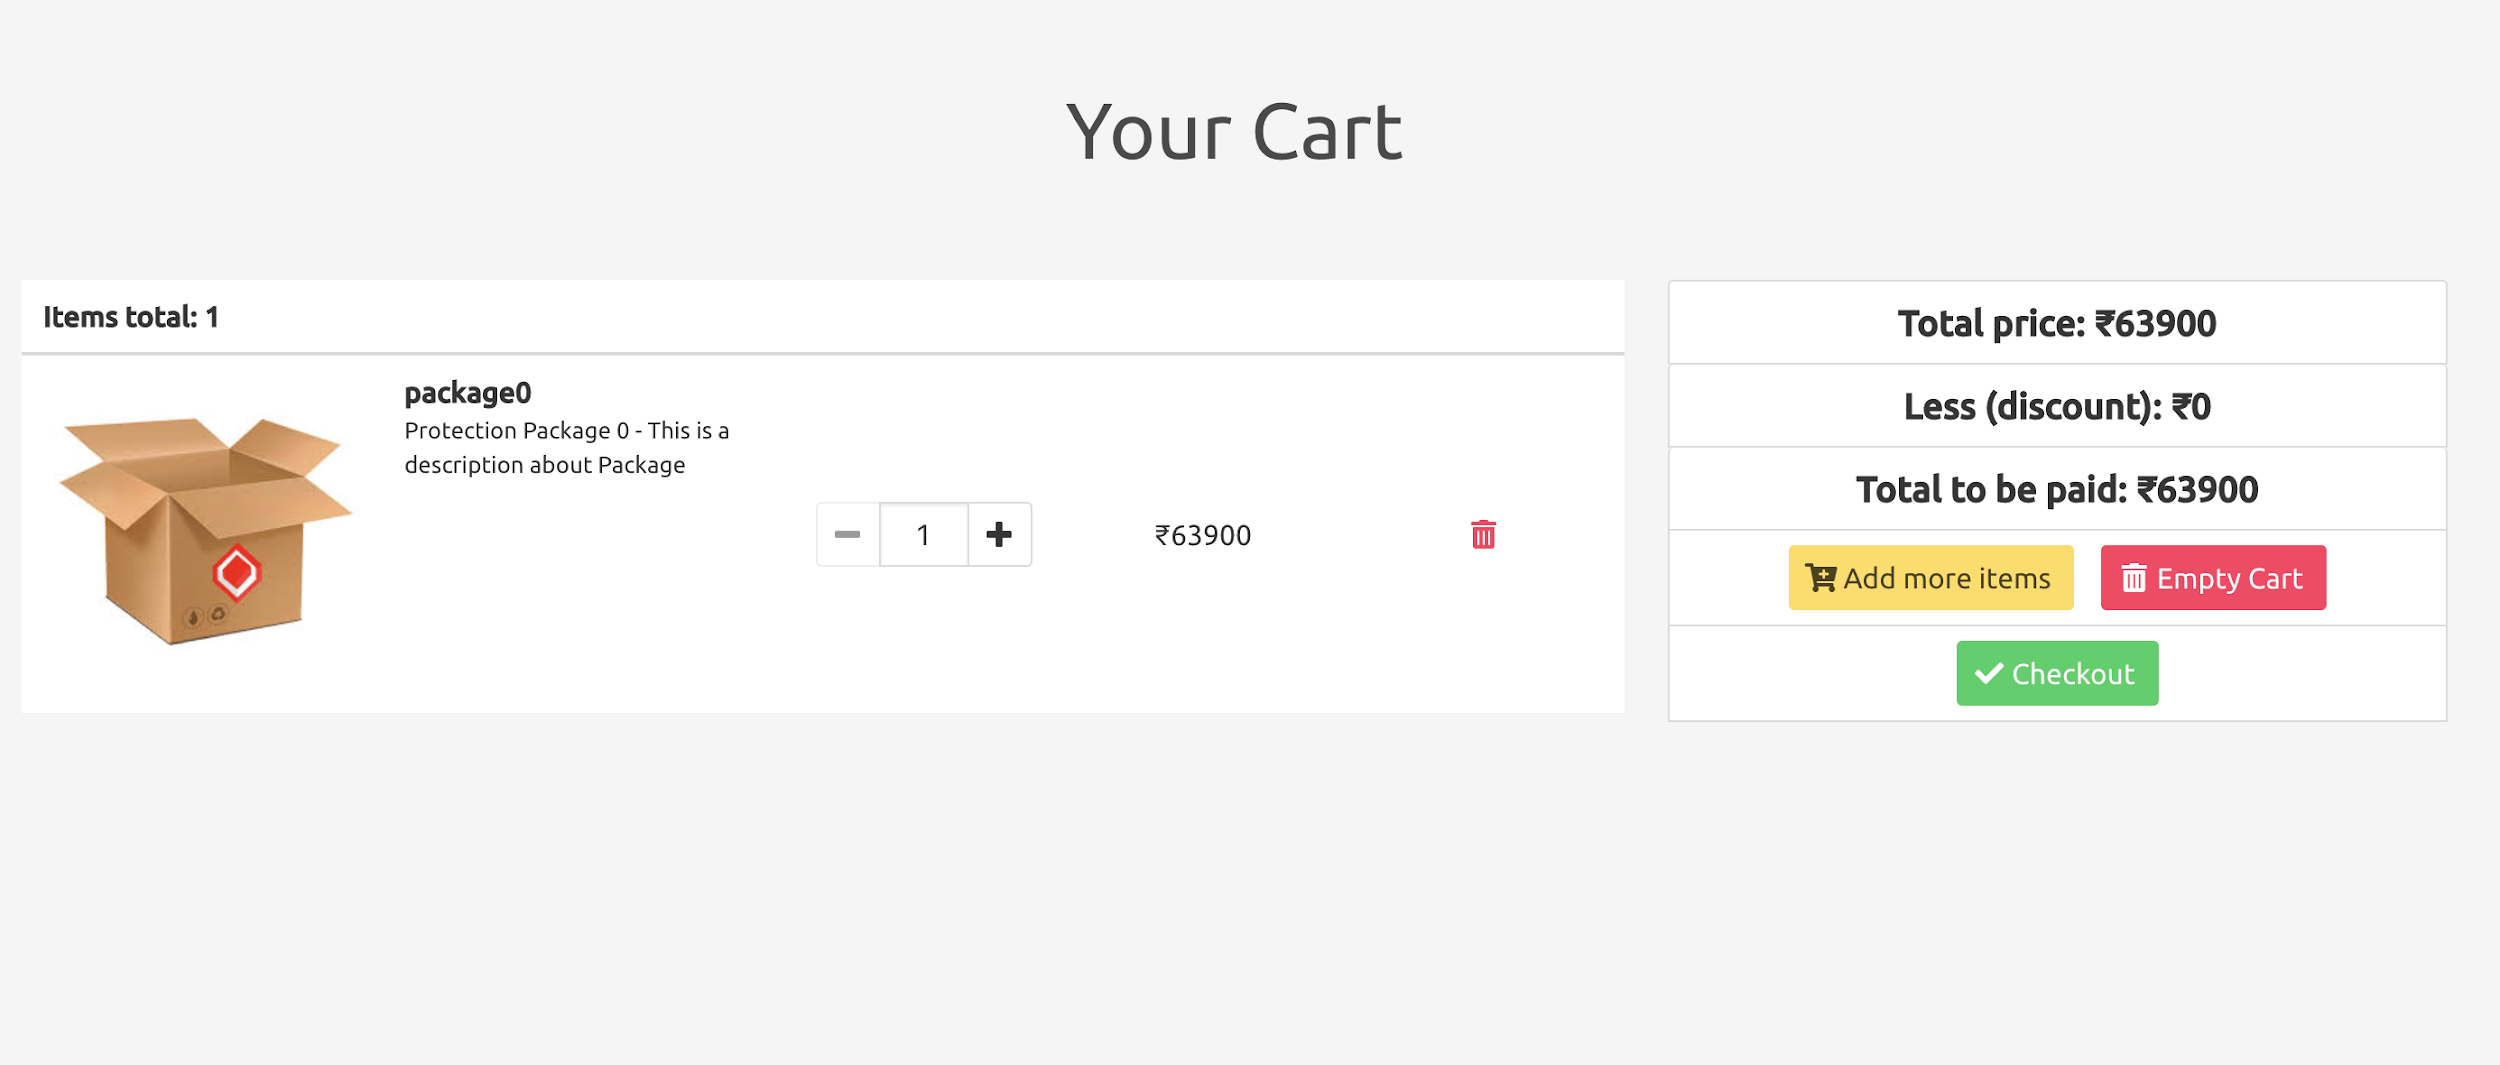 Your Cart
Items total: 1
package0
Protection Package 0 - This is a
description about Package
1
₹63900
Total price: ₹63900
Less (discount): ₹0
Total to be paid: ₹63900
Add more items
Empty Cart
Checkout